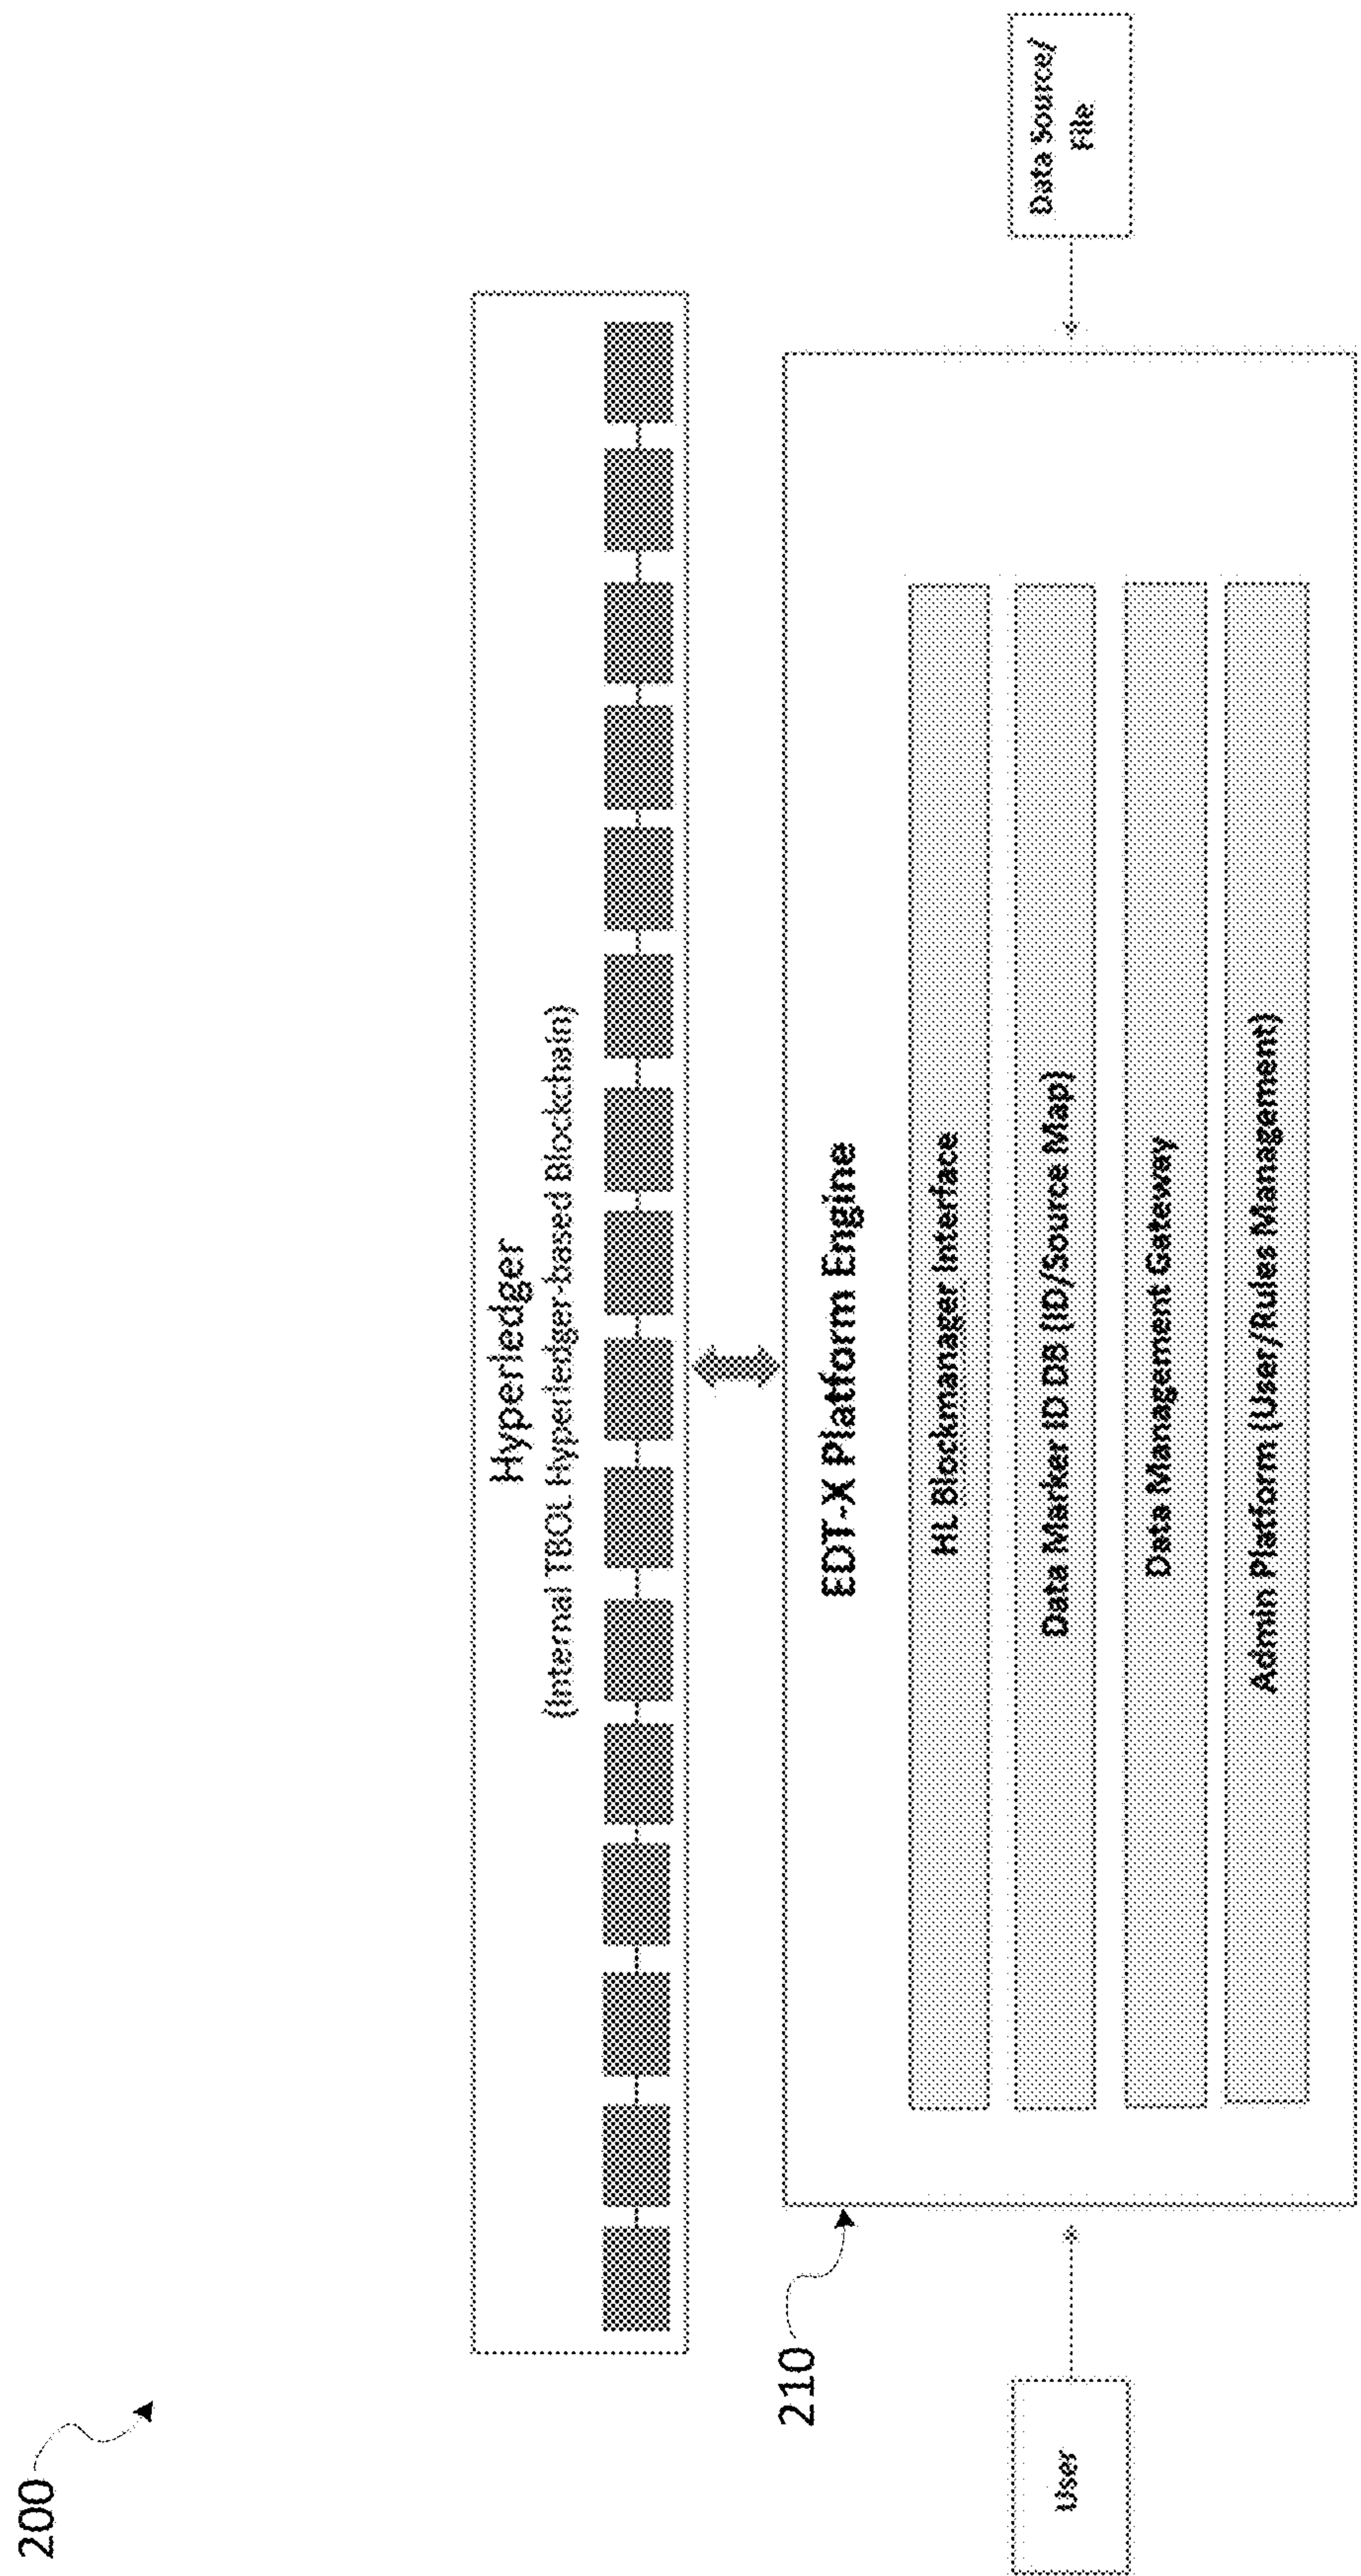 200
Hyperledger
(Internal TBOL Hyperledger-based Blockchain)
210
EDT-X Platform Engine
HL Blockmanager Interface
Data Marker ID DB (ID/Source Map)
Data Management Gateway
Admin Platform (User/Rules Management)
User
Data Source/
File